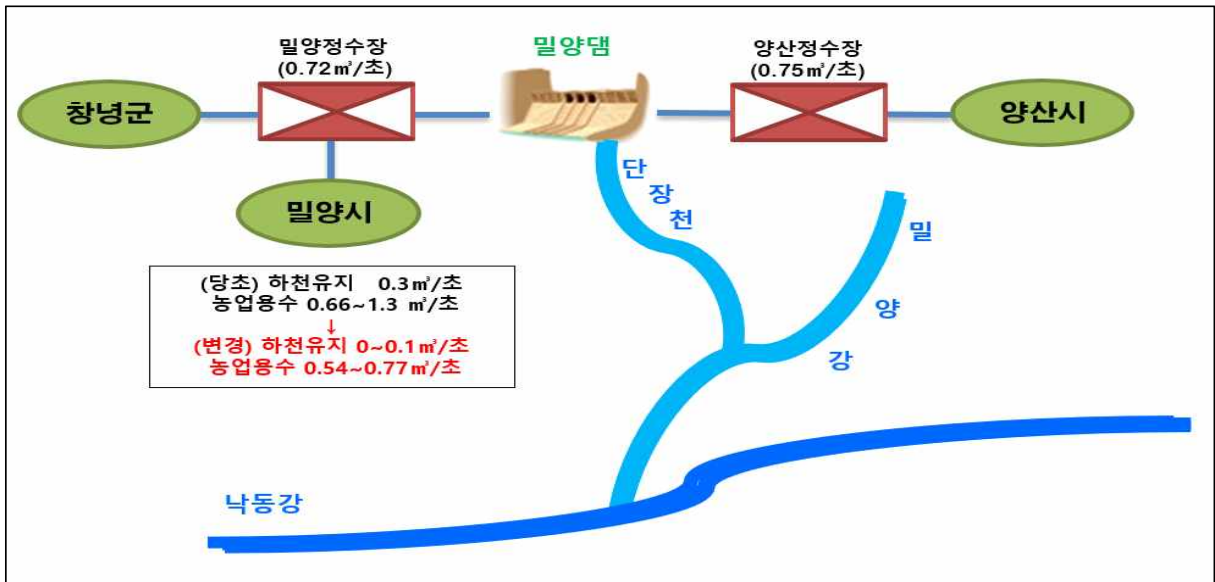 밀양정수장
(0.72㎥/초)
밀양댐
양산정수장
(0.75㎥/초)
창녕군
양산시
밀양시
단
장
천
밀
양
강
(당초) 하천유지 0.3㎥/초
농업용수 0.66~1.3 ㎥/초
↓
(변경) 하천유지 0~0.1㎥/초
농업용수 0.54~0.77㎥/초
낙동강